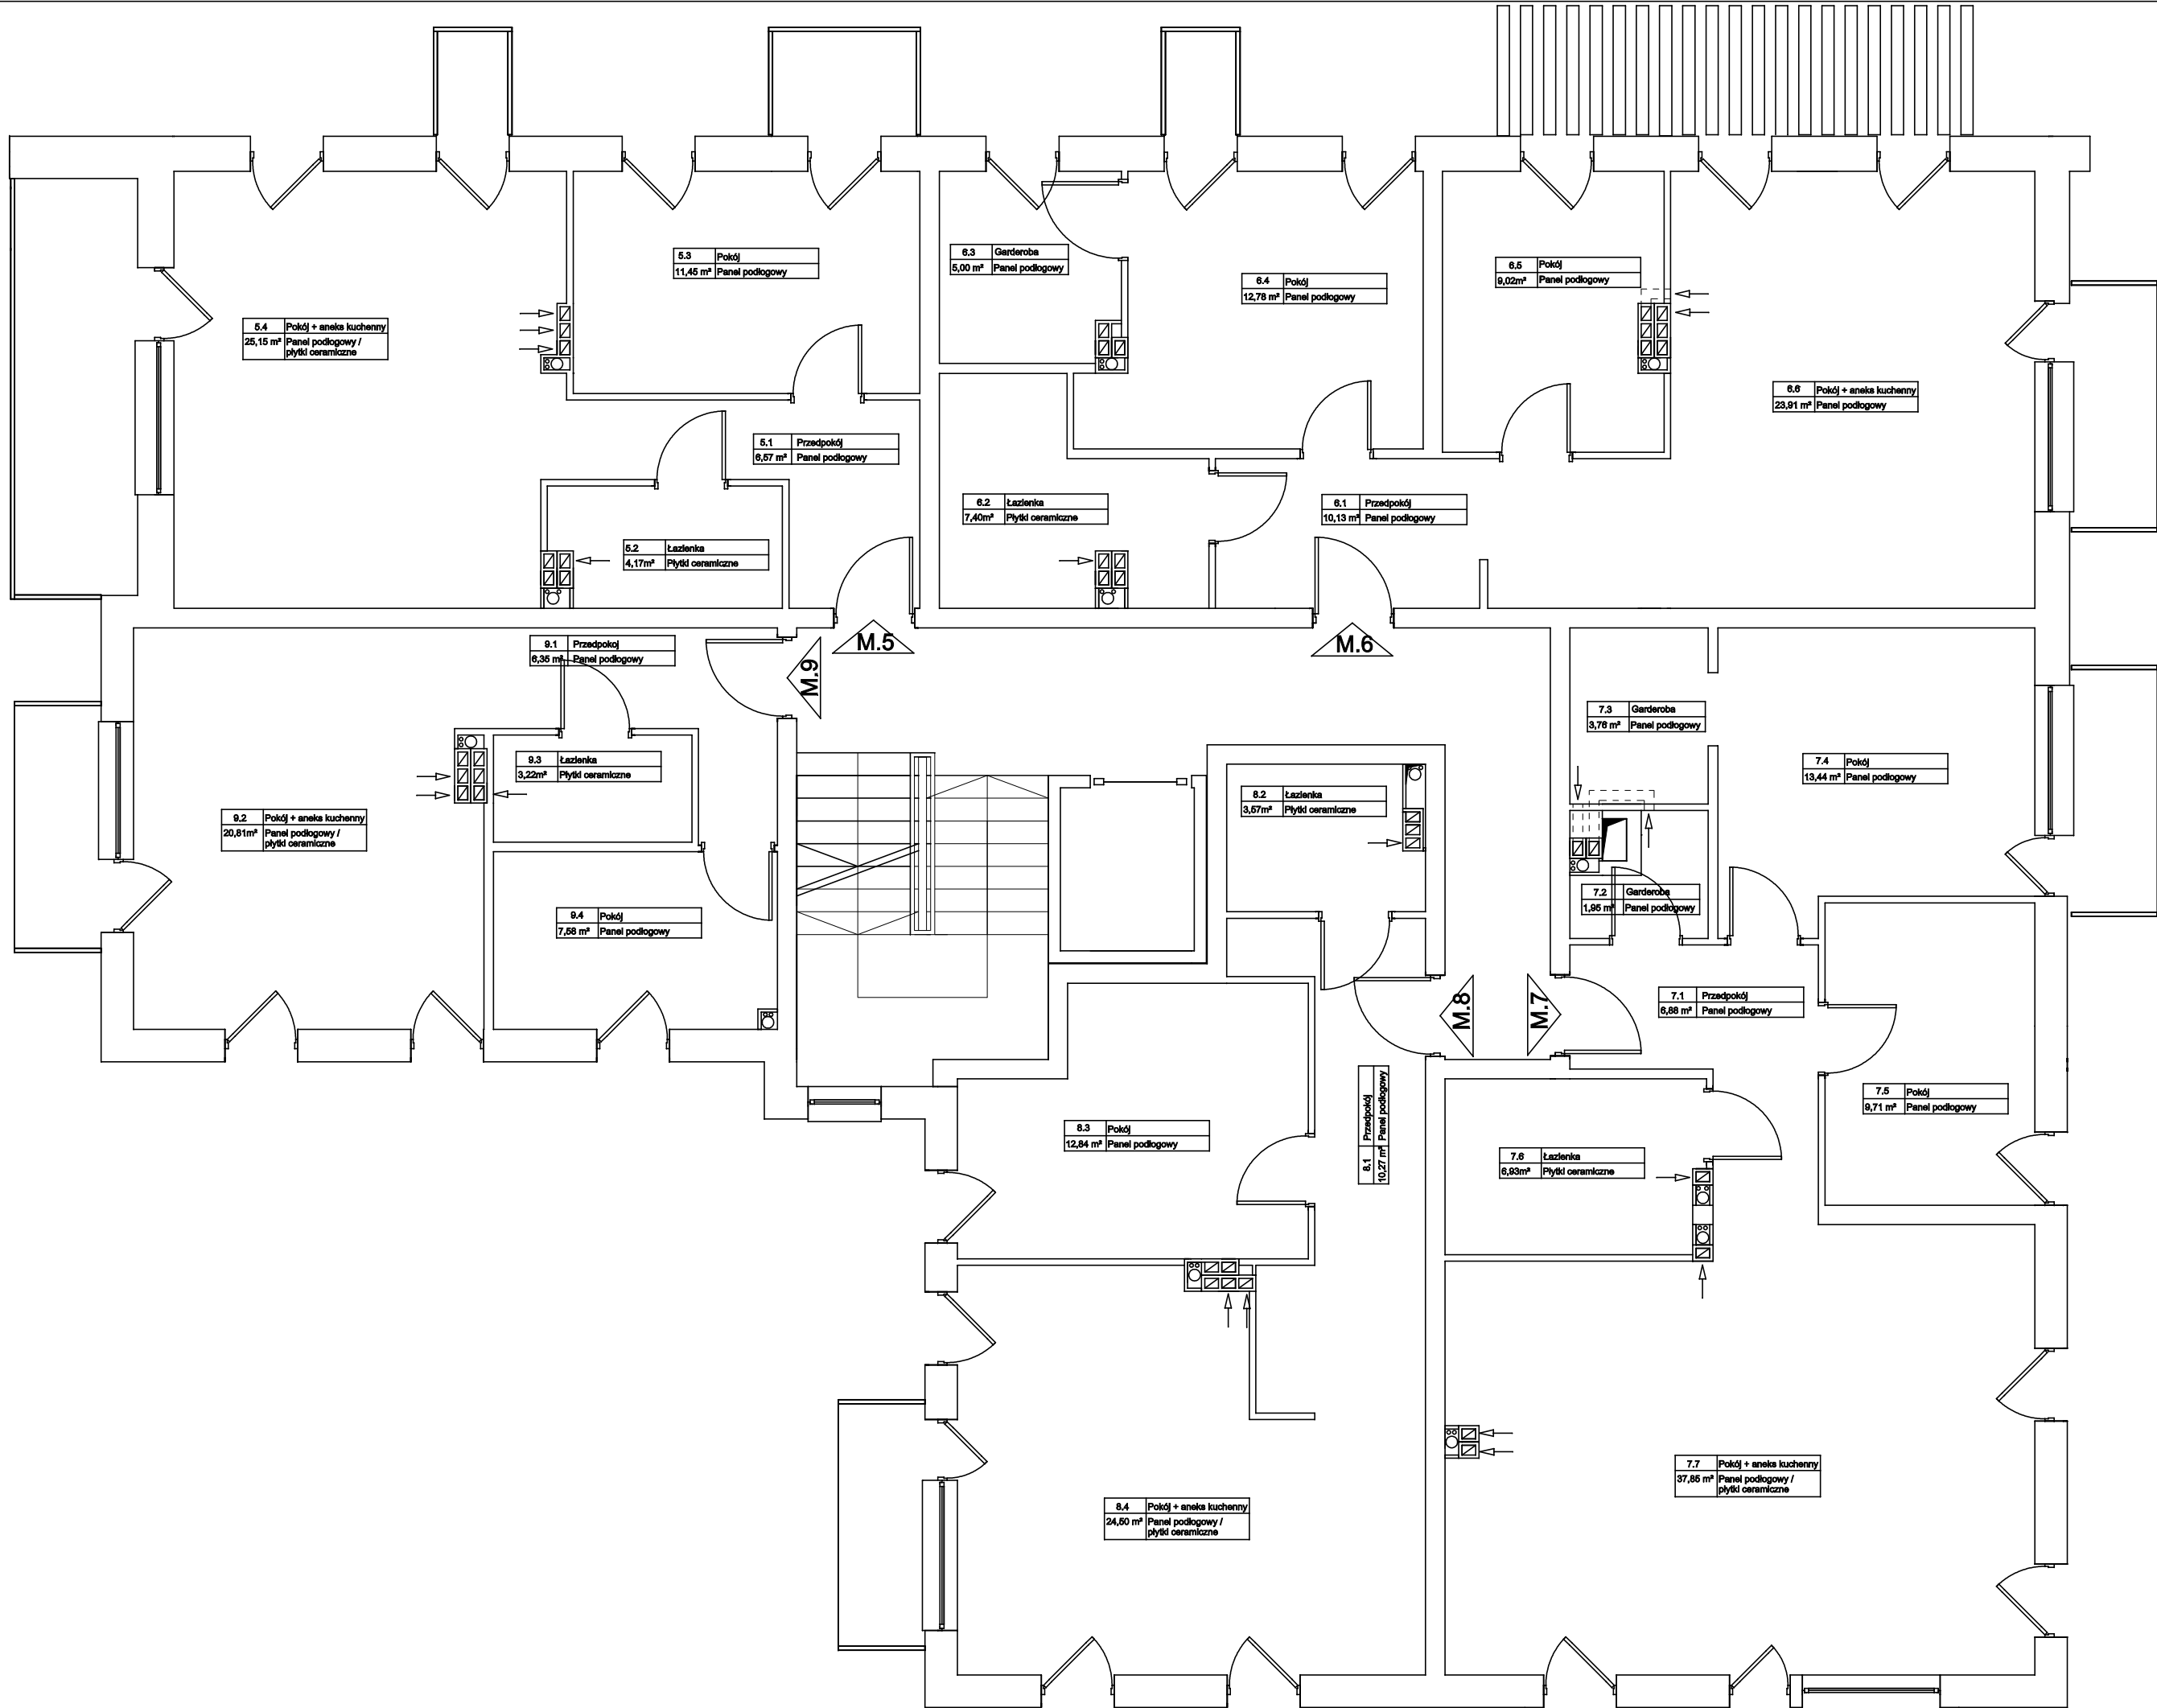 5.3 Pokój
11,45 m² Panel podłogowy
6.3 Garderoba
5,00 m² Panel podłogowy
6.4 Pokój
12,78 m² Panel podłogowy
6.5 Pokój
9,02m² Panel podłogowy
5.4 Pokój + aneks kuchenny
25,15 m² Panel podłogowy /
płytki ceramiczne
6.6 Pokój + aneks kuchenny
23,91 m² Panel podłogowy
5.1 Przedpokój
6,57 m² Panel podłogowy
6.2 Łazienka
7,40m² Płytki ceramiczne
6.1 Przedpokój
10,13 m² Panel podłogowy
5.2 Łazienka
4,17m² Płytki ceramiczne
M.5
M.6
M.9
9.1 Przedpokoj
6,35 m² Panel podłogowy
7.3 Garderoba
3,76 m² Panel podłogowy
9.3 Łazienka
3,22m² Płytki ceramiczne
7.4 Pokój
13,44 m² Panel podłogowy
8.2 Łazienka
3,57m² Płytki ceramiczne
9.2 Pokój + aneks kuchenny
20,81m² Panel podłogowy /
płytki ceramiczne
7.2 Garderoba
1,95 m² Panel podłogowy
9.4 Pokój
7,58 m² Panel podłogowy
M.8
M.7
7.1 Przedpokój
6,88 m² Panel podłogowy
7.5 Pokój
9,71 m² Panel podłogowy
8.3 Pokój
12,84 m² Panel podłogowy
8.1 Przedpokój
10,27 m² Panel podłogowy
7.6 Łazienka
6,93m² Płytki ceramiczne
7.7 Pokój + aneks kuchenny
37,85 m² Panel podłogowy /
płytki ceramiczne
8.4 Pokój + aneks kuchenny
24,50 m² Panel podłogowy /
płytki ceramiczne